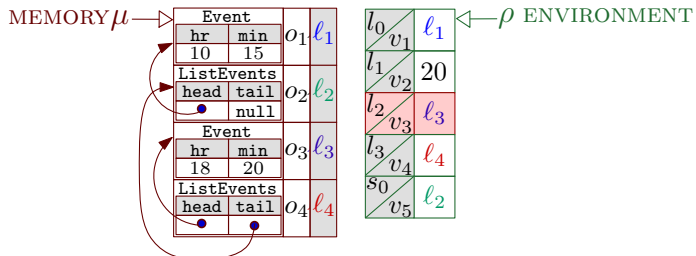 MEMORY μ
Event
hr min o₁ ℓ₁
10 15
ListEvents
head tail o₂ ℓ₂
null
Event
hr min o₃ ℓ₃
18 20
ListEvents
head tail o₄ ℓ₄
ρ ENVIRONMENT
l₀ v₁ ℓ₁
l₁ v₂ 20
l₂ v₃ ℓ₃
l₃ v₄ ℓ₄
s₀ v₅ ℓ₂